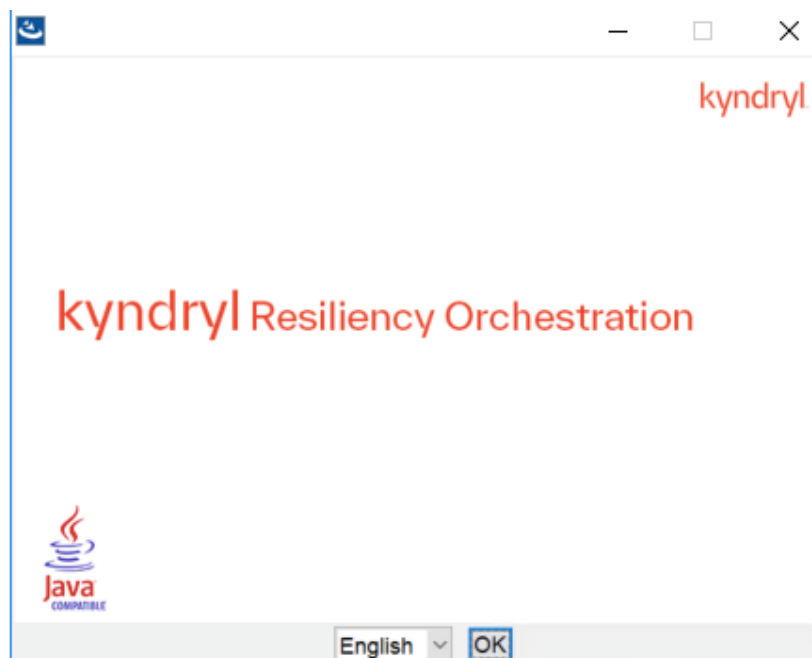 kyndryl
kyndryl Resiliency Orchestration
Java
COMPATIBLE
English OK